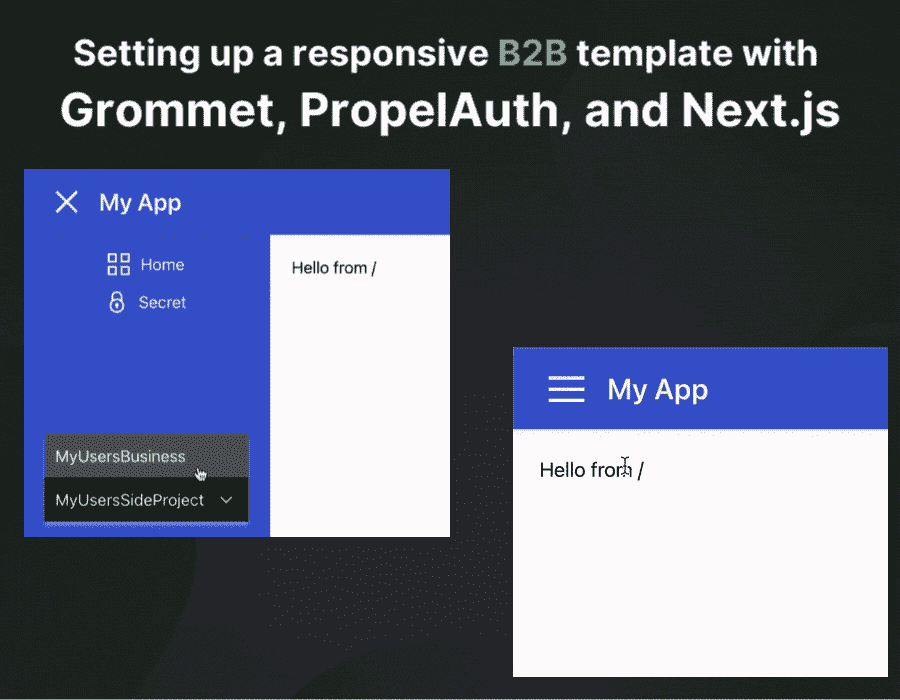 Setting up a responsive B2B template with
Grommet, PropelAuth, and Next.js
My App
Home
Secret
Hello from /
MyUsersBusiness
MyUsersSideProject
My App
Hello from /